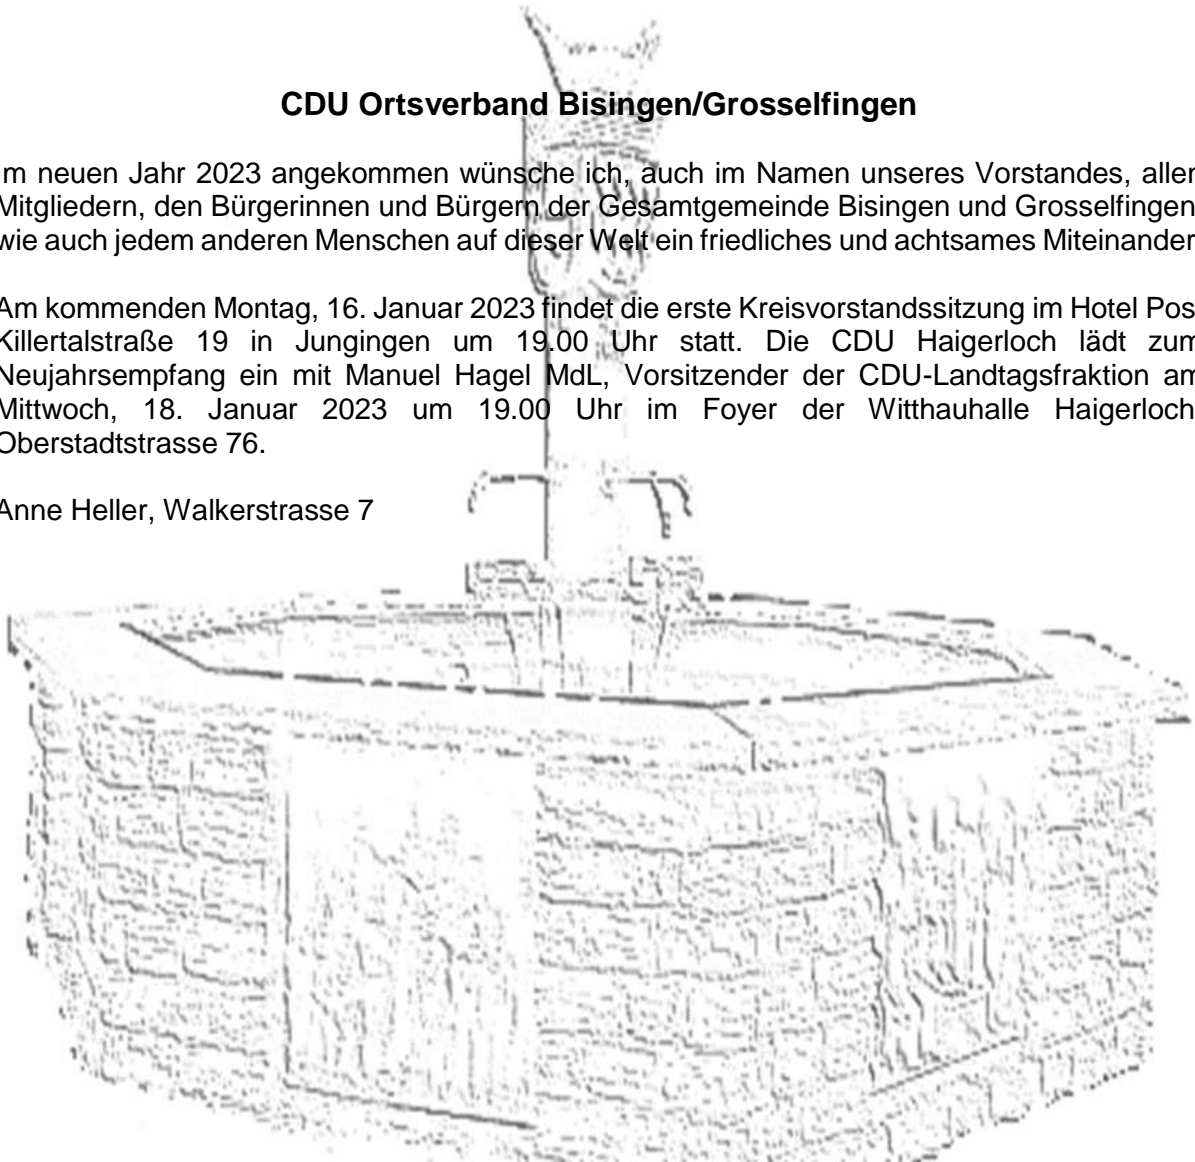 CDU Ortsverband Bisingen/Grosselfingen
Im neuen Jahr 2023 angekommen wünsche ich, auch im Namen unseres Vorstandes, allen
Mitgliedern, den Bürgerinnen und Bürgern der Gesamtgemeinde Bisingen und Grosselfingen
wie auch jedem anderen Menschen auf dieser Welt ein friedliches und achtsames Miteinander
Am kommenden Montag, 16. Januar 2023 findet die erste Kreisvorstandssitzung im Hotel Pos
Killertalstraße 19 in Jungingen um 19.00 Uhr statt. Die CDU Haigerloch lädt zum
Neujahrsempfang ein mit Manuel Hagel MdL, Vorsitzender der CDU-Landtagsfraktion am
Mittwoch, 18. Januar 2023 um 19.00 Uhr im Foyer der Witthauhalle Haigerloch
Oberstadtstrasse 76.
Anne Heller, Walkerstrasse 7